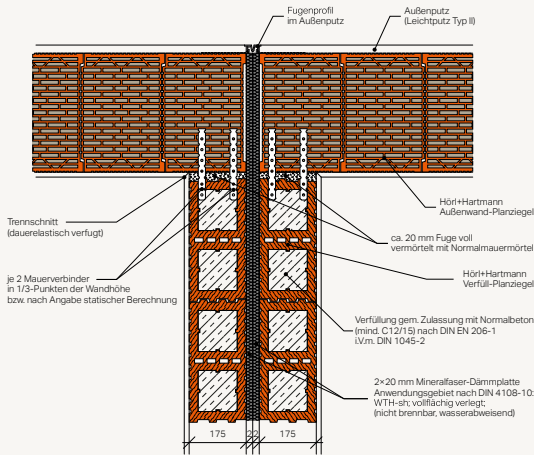 Fugenprofil
im Außenputz
Außenputz
(Leichtputz Typ II)
Hörl+Hartmann
Außenwand-Planziegel
Trennschnitt
(dauerelastisch verfugt)
ca. 20 mm Fuge voll
vermörtelt mit Normalmauermörtel
je 2 Mauerverbinder
in 1/3-Punkten der Wandhöhe
bzw. nach Angabe statischer Berechnung
Hörl+Hartmann
Verfüll-Planziegel
Verfüllung gem. Zulassung mit Normalbeton
(mind. C12/15) nach DIN EN 206-1
i.V.m. DIN 1045-2
2×20 mm Mineralfaser-Dämmplatte
Anwendungsgebiet nach DIN 4108-10:
WTH-sh; vollflächig verlegt;
(nicht brennbar, wasserabweisend)
175 22 175